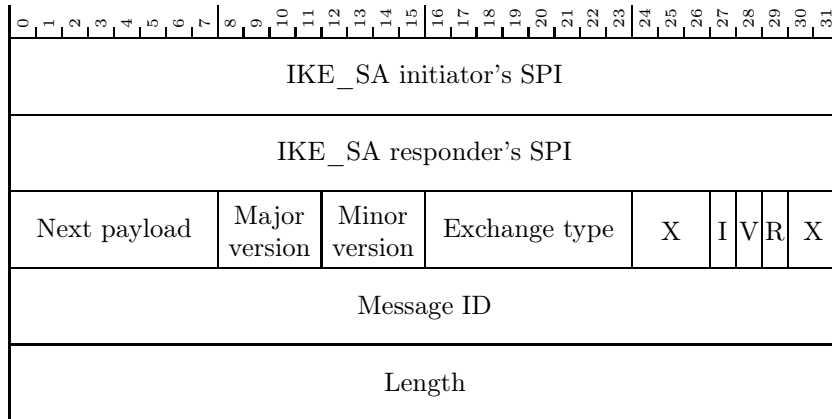 0 1 2 3 4 5 6 7 8 9 10 11 12 13 14 15 16 17 18 19 20 21 22 23 24 25 26 27 28 29 30 31
IKE_SA initiator's SPI
IKE_SA responder's SPI
Next payload Major version Minor version Exchange type X I V R X
Message ID
Length